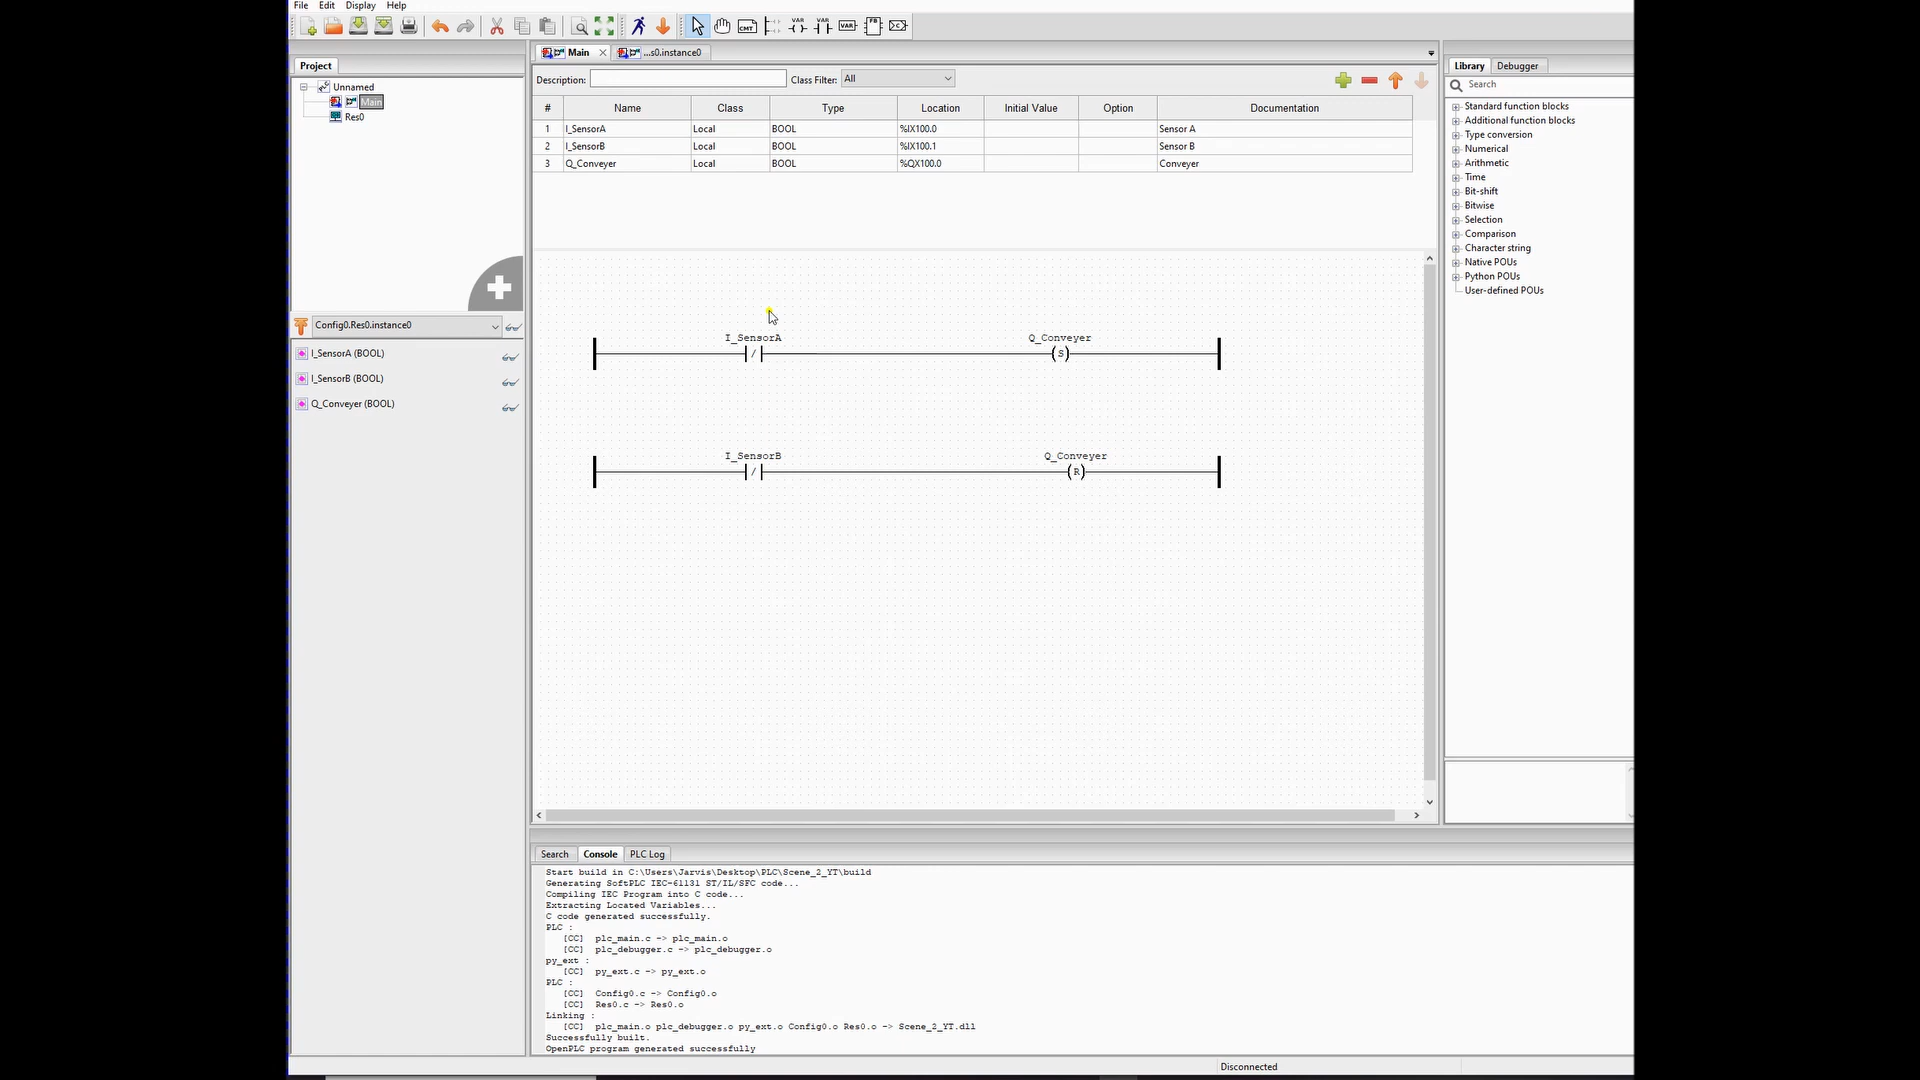 File Edit Display Help
CMT VAR FB
Project
Unnamed
Main
Res0
Config0.Res0.instance0
I_SensorA (BOOL)
I_SensorB (BOOL)
Q_Conveyer (BOOL)
Main ...s0.instance0
Description: Class Filter: All
# Name Class Type Location Initial Value Option Documentation
1 I_SensorA Local BOOL %IX100.0 Sensor A
2 I_SensorB Local BOOL %IX100.1 Sensor B
3 Q_Conveyer Local BOOL %QX100.0 Conveyer
I_SensorA Q_Conveyer
/ (S)
I_SensorB Q_Conveyer
/ (R)
Library Debugger
Search
Standard function blocks
Additional function blocks
Type conversion
Numerical
Arithmetic
Time
Bit-shift
Bitwise
Selection
Comparison
Character string
Native POUs
Python POUs
User-defined POUs
Search Console PLC Log
Start build in C:\Users\Jarvis\Desktop\PLC\Scene_2_YT\build
Generating SoftPLC IEC-61131 ST/IL/SFC code...
Compiling IEC Program into C code...
Extracting Located Variables...
C code generated successfully.
PLC :
[CC] plc_main.c -> plc_main.o
[CC] plc_debugger.c -> plc_debugger.o
py_ext :
[CC] py_ext.c -> py_ext.o
PLC :
[CC] Config0.c -> Config0.o
[CC] Res0.c -> Res0.o
Linking :
[CC] plc_main.o plc_debugger.o py_ext.o Config0.o Res0.o -> Scene_2_YT.dll
Successfully built.
OpenPLC program generated successfully
Disconnected